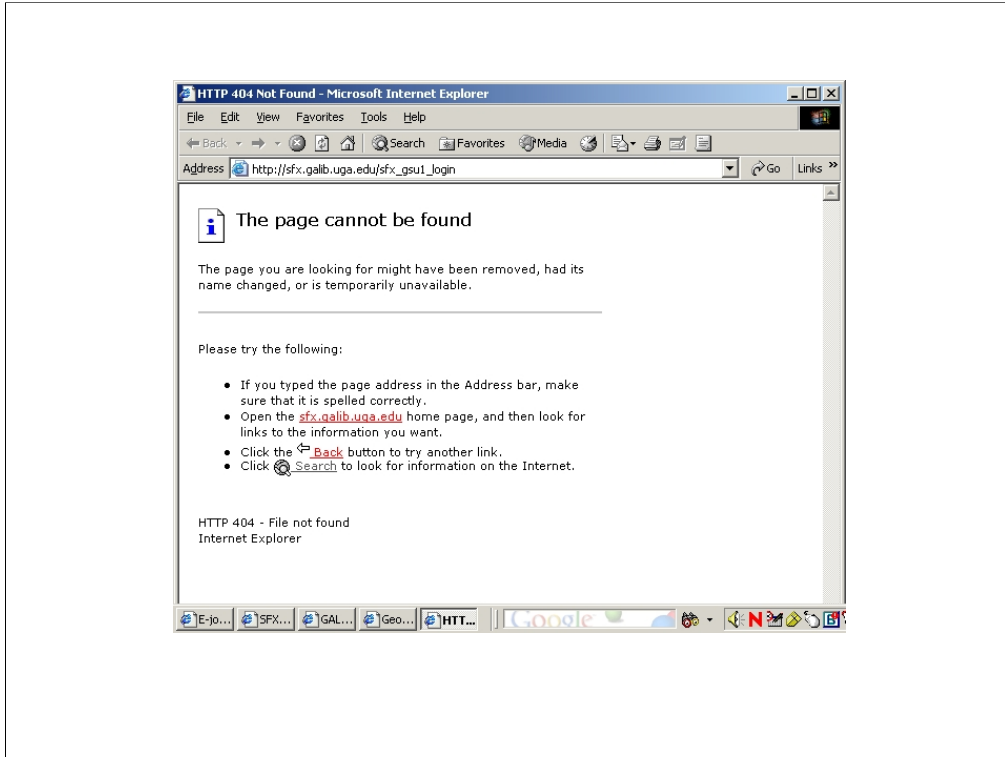 HTTP 404 Not Found - Microsoft Internet Explorer
File Edit View Favorites Tools Help
Back Search Favorites Media
Address http://sfx.galib.uga.edu/sfx_gsu1_login Go Links »
The page cannot be found
The page you are looking for might have been removed, had its
name changed, or is temporarily unavailable.
Please try the following:
• If you typed the page address in the Address bar, make
sure that it is spelled correctly.
• Open the sfx.galib.uga.edu home page, and then look for
links to the information you want.
• Click the Back button to try another link.
• Click Search to look for information on the Internet.
HTTP 404 - File not found
Internet Explorer
E-jo... SFX... GAL... Geo... HTT... Google N B